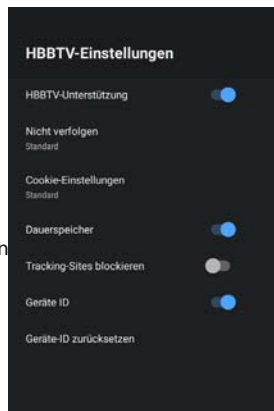 HBBTV-Einstellungen
HBBTV-Unterstützung
Nicht verfolgen
Standard
Cookie-Einstellungen
Standard
Dauerspeicher
Tracking-Sites blockieren
Geräte ID
Geräte-ID zurücksetzen